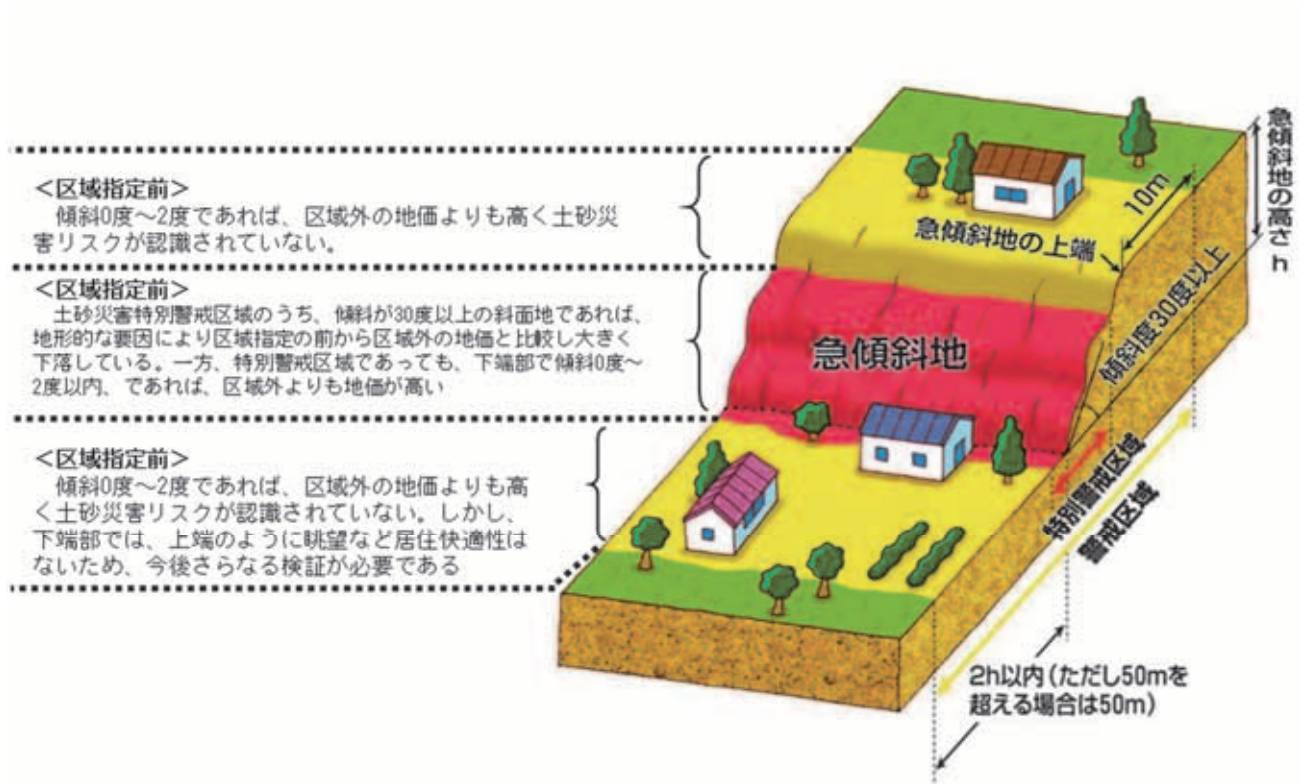 <区域指定前>
傾斜0度～2度であれば、区域外の地価よりも高く土砂災
害リスクが認識されていない。
<区域指定前>
土砂災害特別警戒区域のうち、傾斜が30度以上の斜面地であれば、
地形的な要因により区域指定の前から区域外の地価と比較し大きく
下落している。一方、特別警戒区域であっても、下端部で傾斜0度～
2度以内、であれば、区域外よりも地価が高い
<区域指定前>
傾斜0度～2度であれば、区域外の地価よりも高
く土砂災害リスクが認識されていない。しかし、
下端部では、上端のように眺望など居住快適性は
ないため、今後さらなる検証が必要である
急傾斜地の高さ h
10m
急傾斜地の上端
傾斜度30度以上
急傾斜地
特別警戒区域
警戒区域
2h以内（ただし50mを
超える場合は50m）